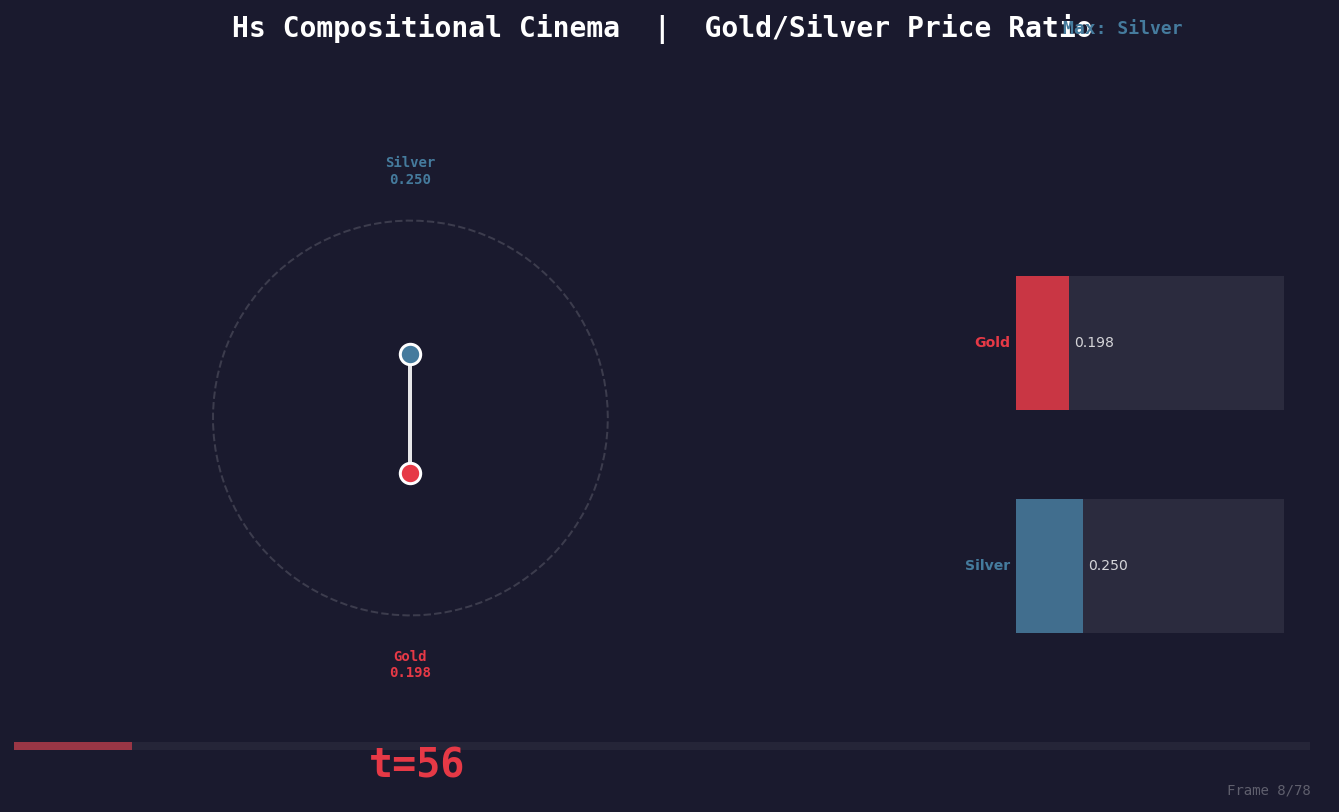 Hs Compositional Cinema | Gold/Silver Price Ratio
Max: Silver
Silver
0.250
Gold
0.198
Silver
0.250
Gold
0.198
t=56
Frame 8/78